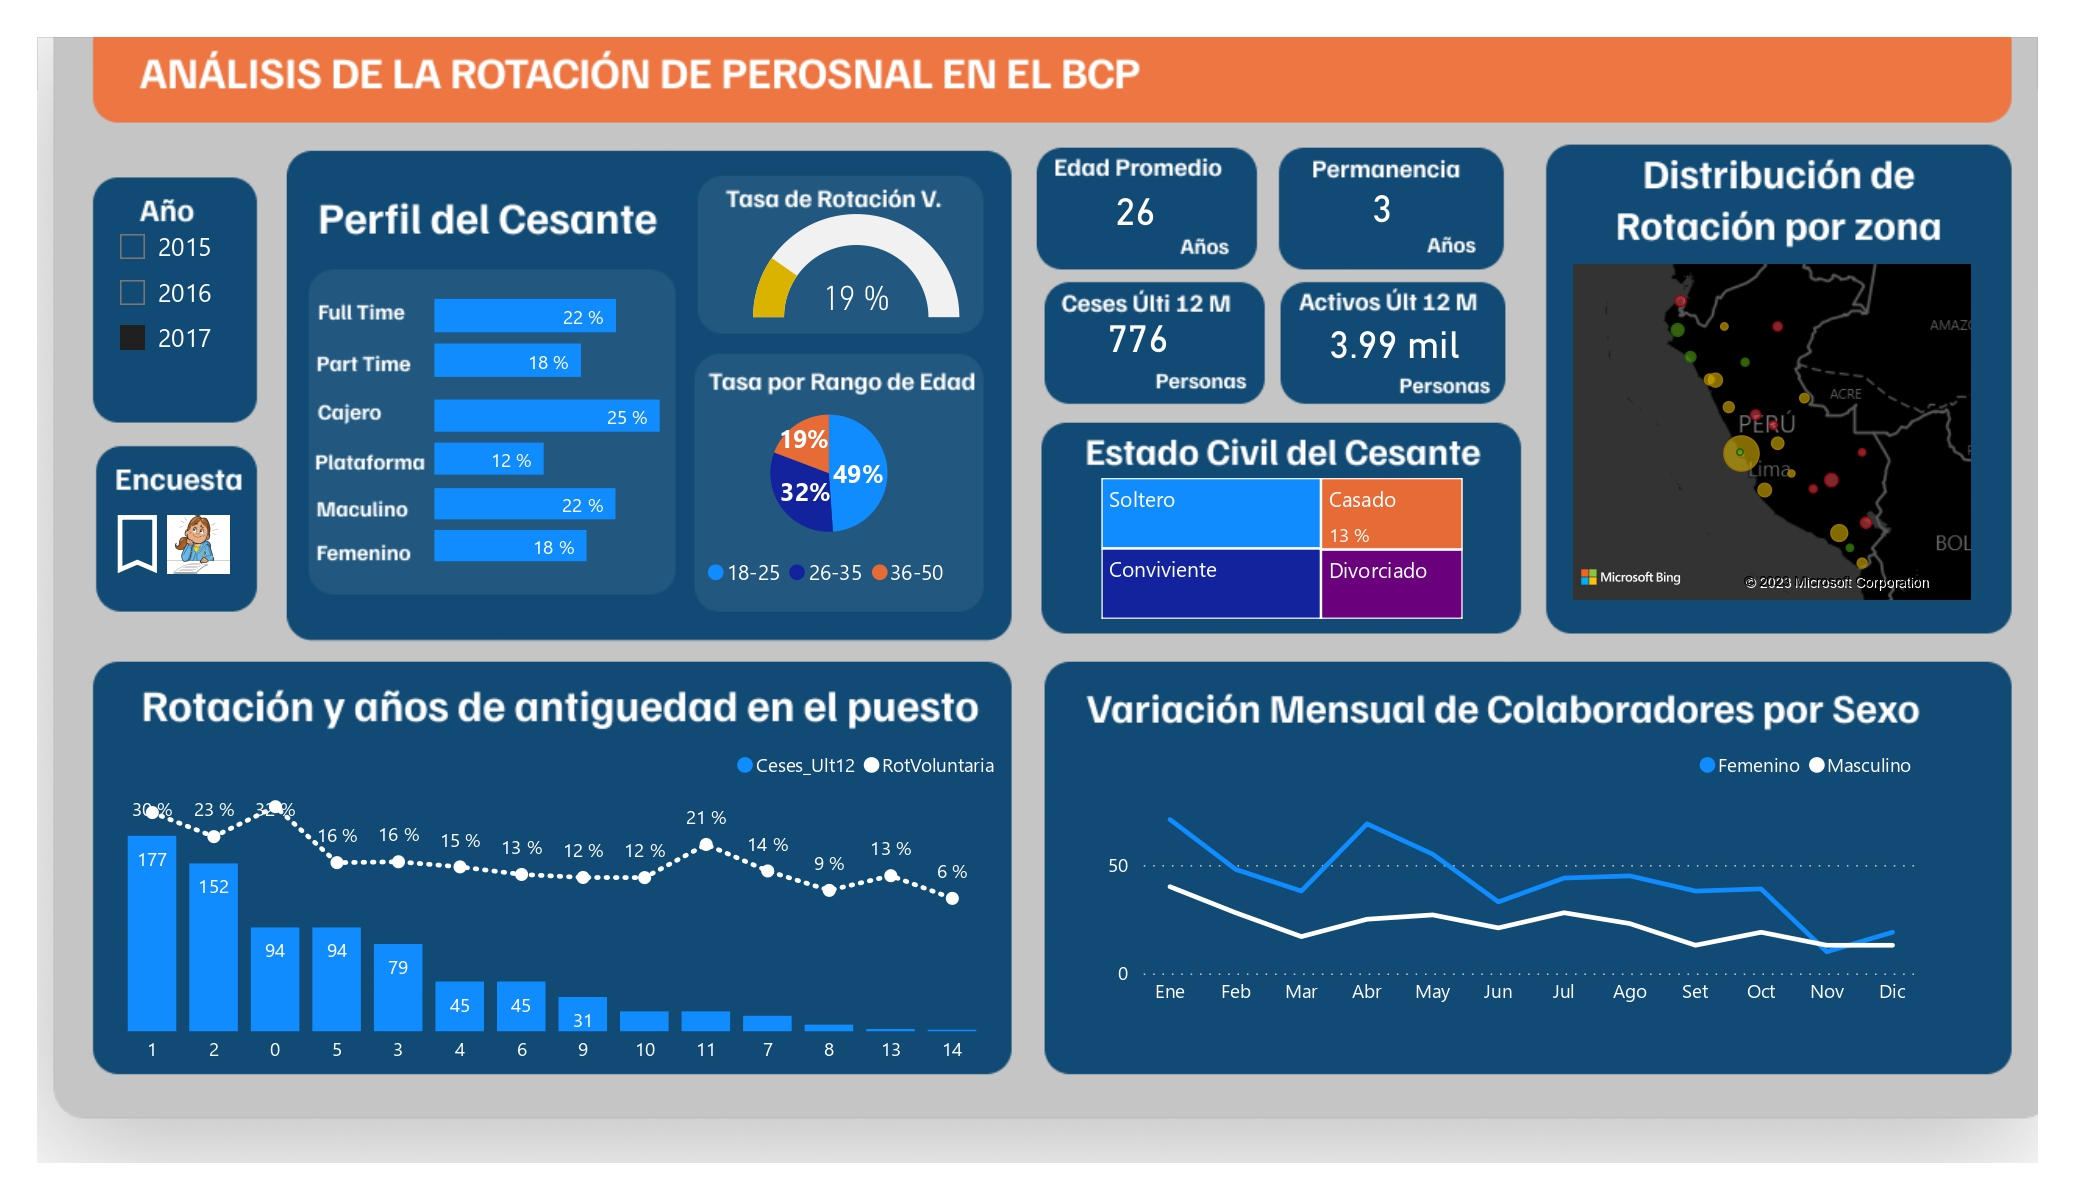 ANÁLISIS DE LA ROTACIÓN DE PEROSNAL EN EL BCP
Año
2015
2016
2017
Encuesta
Perfil del Cesante
Full Time
22 %
Part Time
18 %
Cajero
25 %
Plataforma
12 %
Maculino
22 %
Femenino
18 %
Tasa de Rotación V.
19 %
Tasa por Rango de Edad
19%
49%
32%
18-25 26-35 36-50
Edad Promedio
26
Años
Permanencia
3
Años
Ceses Últi 12 M
776
Personas
Activos Últ 12 M
3.99 mil
Personas
Estado Civil del Cesante
Soltero
Casado
13 %
Conviviente
Divorciado
Distribución de
Rotación por zona
AMAZ
ACRE
PERÚ
Lima
BOL
Microsoft Bing
© 2023 Microsoft Corporation
Rotación y años de antiguedad en el puesto
Ceses_Ult12 RotVoluntaria
30 % 23 % 32 % 16 % 16 % 15 % 13 % 12 % 12 % 21 % 14 % 9 % 13 % 6 %
177 152 94 94 79 45 45 31
1 2 0 5 3 4 6 9 10 11 7 8 13 14
Variación Mensual de Colaboradores por Sexo
Femenino Masculino
50
0
Ene Feb Mar Abr May Jun Jul Ago Set Oct Nov Dic